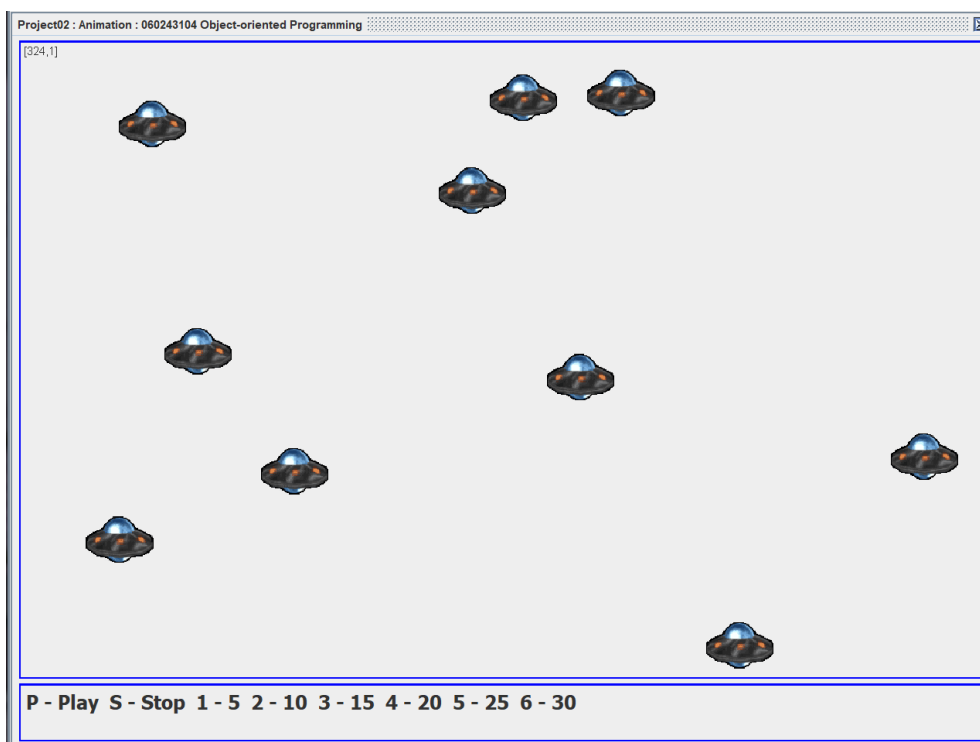 Project02 : Animation : 060243104 Object-oriented Programming
[324,1]
P - Play S - Stop 1 - 5 2 - 10 3 - 15 4 - 20 5 - 25 6 - 30